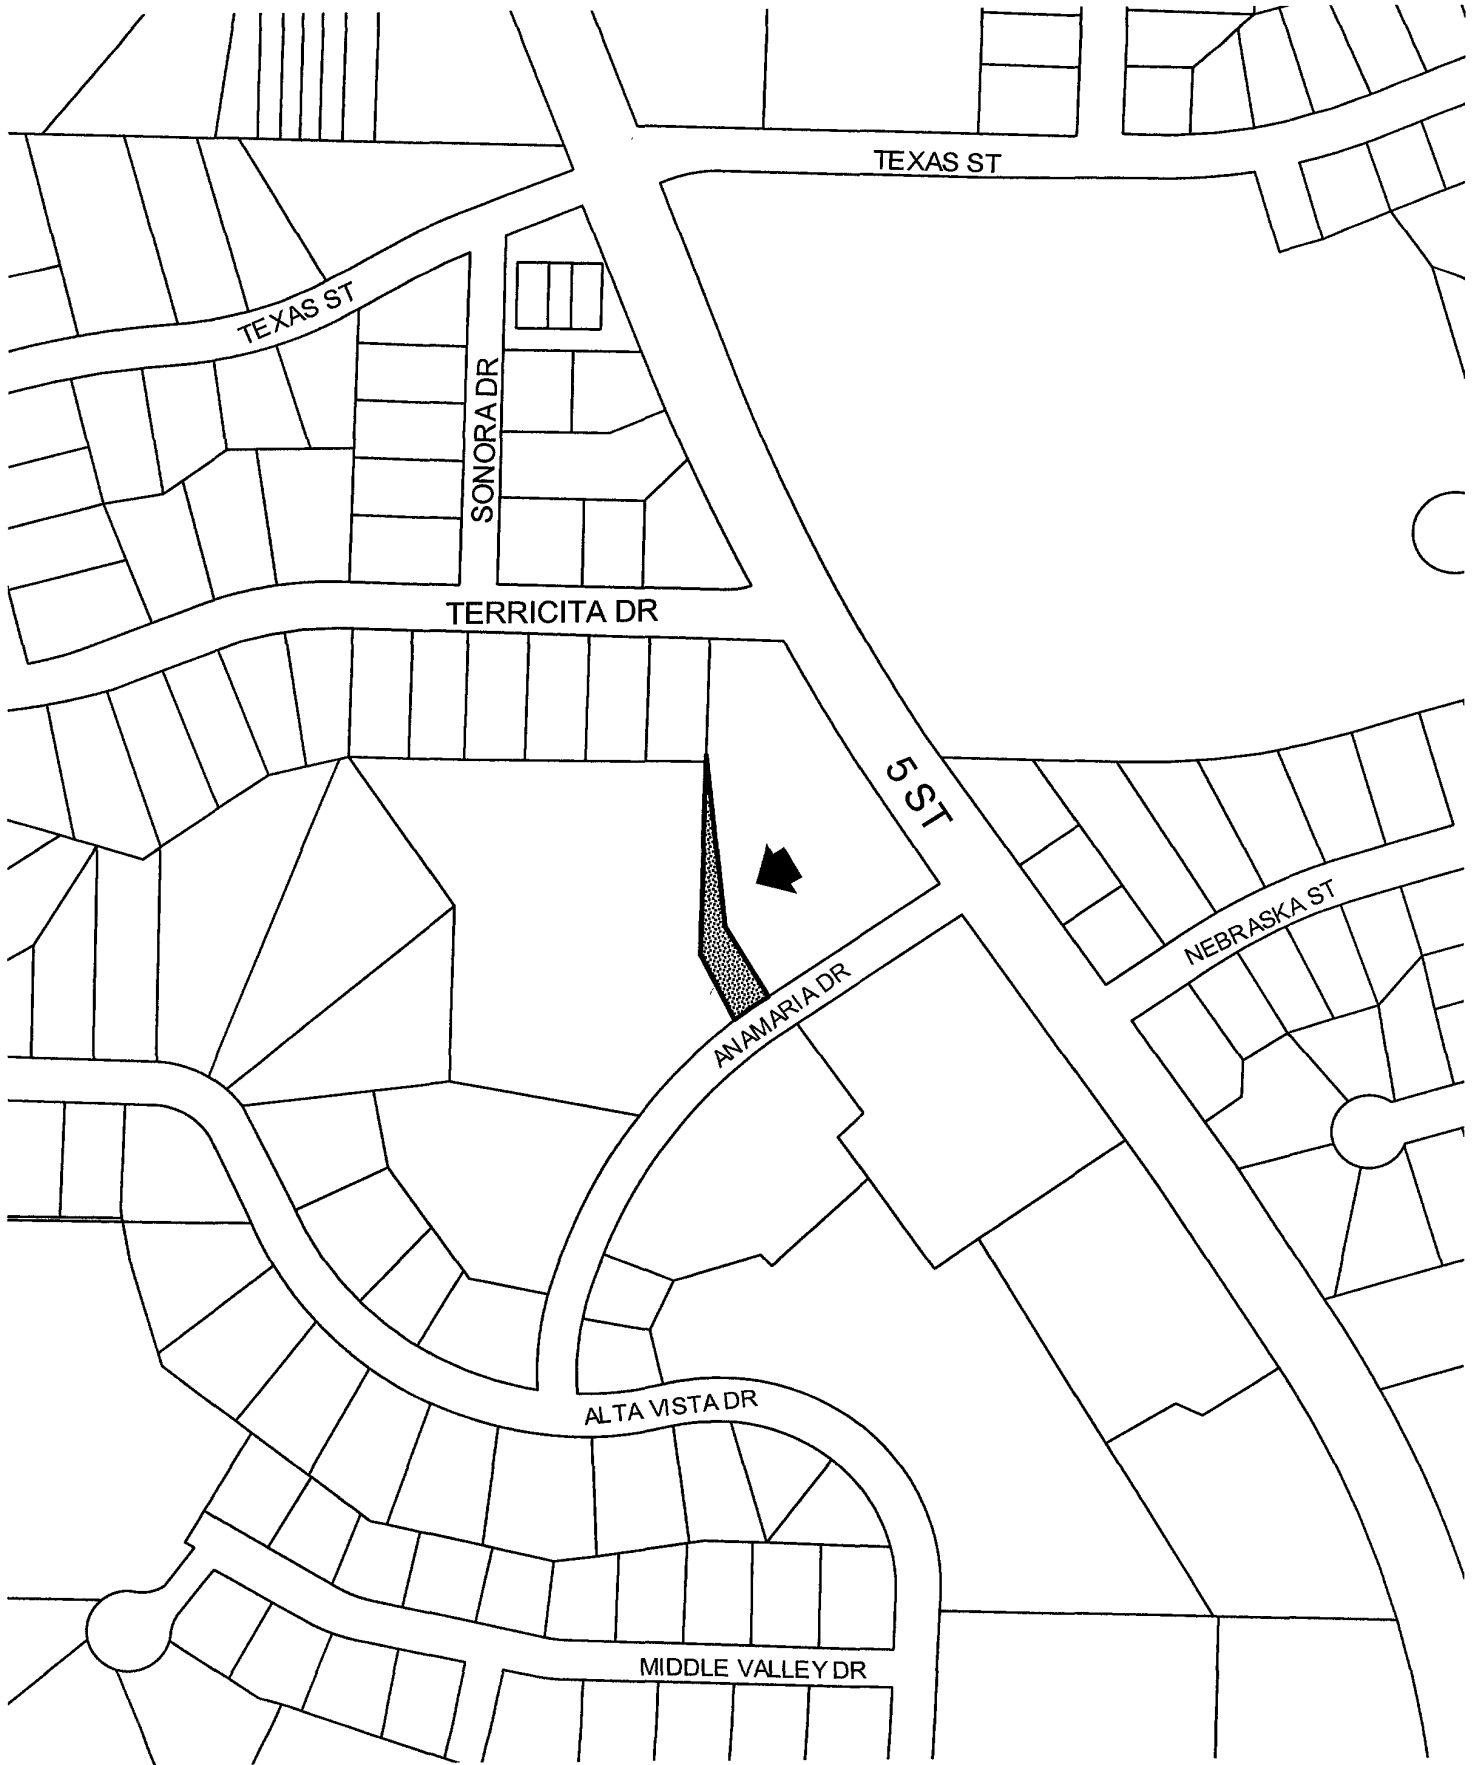 TEXAS ST
TEXAS ST
SONORA DR
TERRICITA DR
5 ST
NEBRASKA ST
ANAMARIA DR
ALTA VISTA DR
MIDDLE VALLEY DR